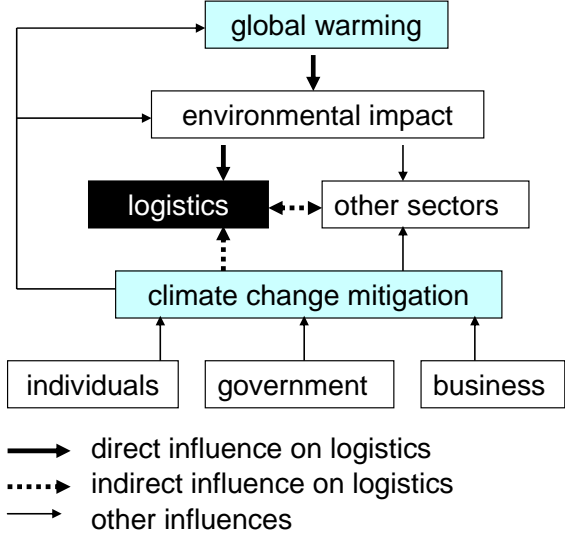 global warming
environmental impact
logistics
other sectors
climate change mitigation
individuals
government
business
direct influence on logistics
indirect influence on logistics
other influences